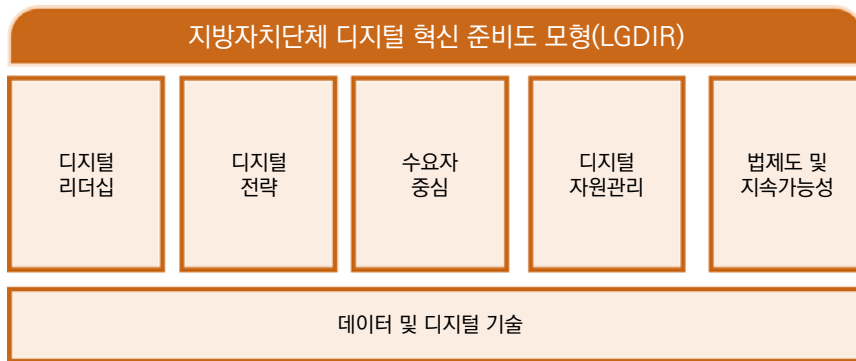 지방자치단체 디지털 혁신 준비도 모형(LGDIR)
디지털
리더십
디지털
전략
수요자
중심
디지털
자원관리
법제도 및
지속가능성
데이터 및 디지털 기술